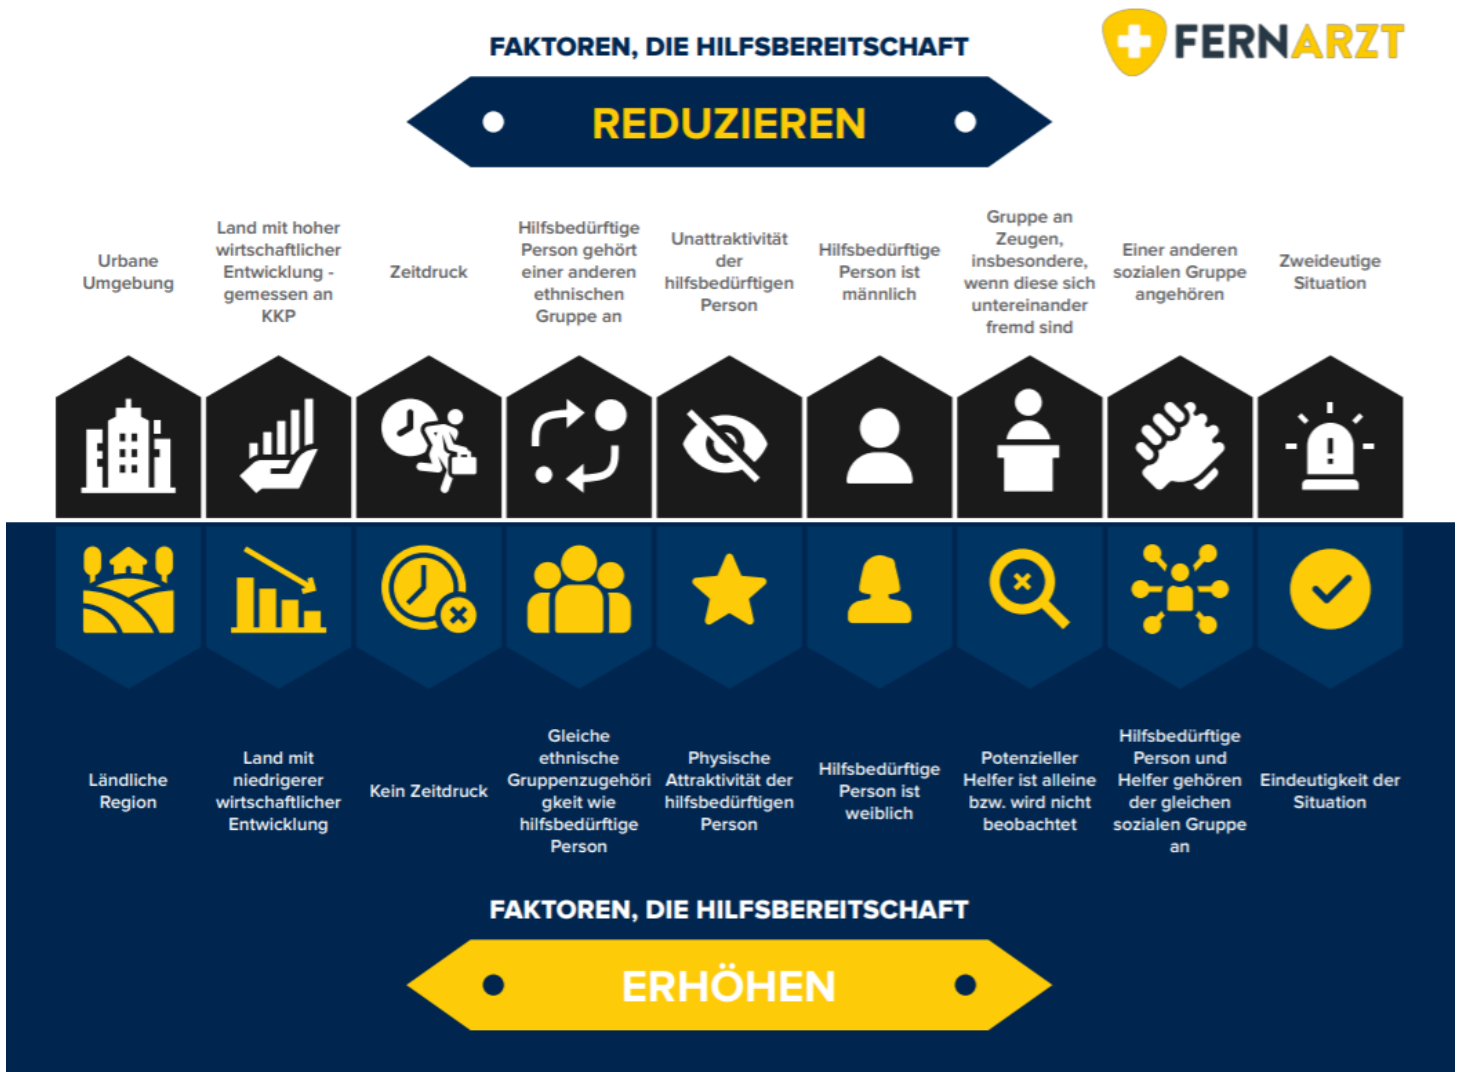 FAKTOREN, DIE HILFSBEREITSCHAFT
FERNARZT
REDUZIEREN
Urbane
Umgebung
Land mit hoher
wirtschaftlicher
Entwicklung -
gemessen an
KKP
Zeitdruck
Hilfsbedürftige
Person gehört
einer anderen
ethnischen
Gruppe an
Unattraktivität
der
hilfsbedürftigen
Person
Hilfsbedürftige
Person ist
männlich
Gruppe an
Zeugen,
insbesondere,
wenn diese sich
untereinander
fremd sind
Einer anderen
sozialen Gruppe
angehören
Zweideutige
Situation
Ländliche
Region
Land mit
niedrigerer
wirtschaftlicher
Entwicklung
Kein Zeitdruck
Gleiche
ethnische
Gruppenzugehöri
gkeit wie
hilfsbedürftige
Person
Physische
Attraktivität der
hilfsbedürftigen
Person
Hilfsbedürftige
Person ist
weiblich
Potenzieller
Helfer ist alleine
bzw. wird nicht
beobachtet
Hilfsbedürftige
Person und
Helfer gehören
der gleichen
sozialen Gruppe
an
Eindeutigkeit der
Situation
FAKTOREN, DIE HILFSBEREITSCHAFT
ERHÖHEN